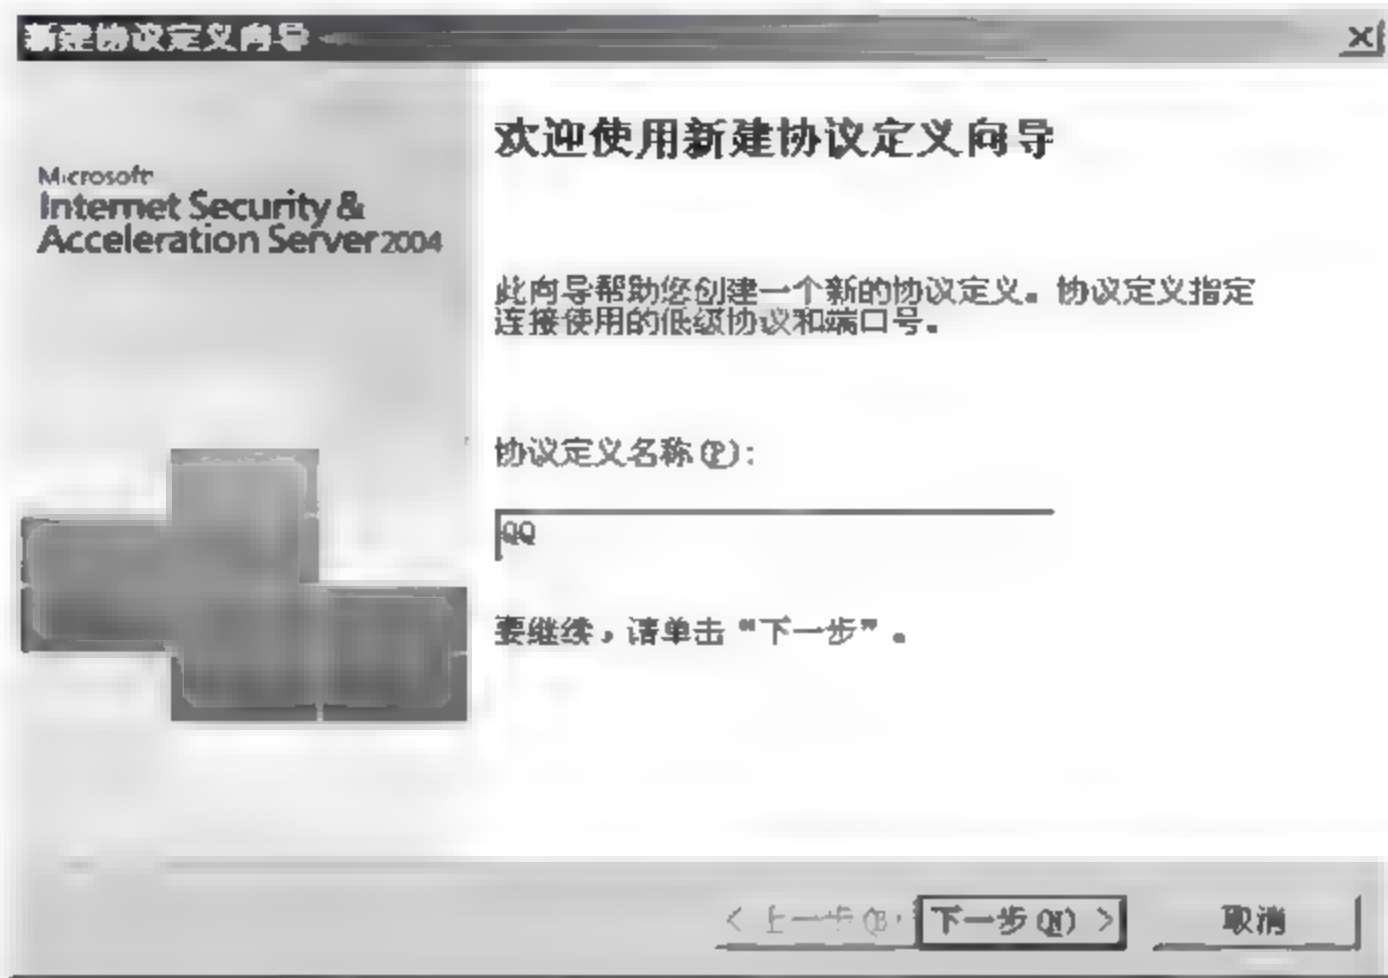 新建协议定义向导
Microsoft
Internet Security &
Acceleration Server 2004
欢迎使用新建协议定义向导
此向导帮助您创建一个新的协议定义。协议定义指定
连接使用的低级协议和端口号。
协议定义名称(P):
QQ
要继续，请单击“下一步”。
< 上一步(B)
下一步(N) >
取消